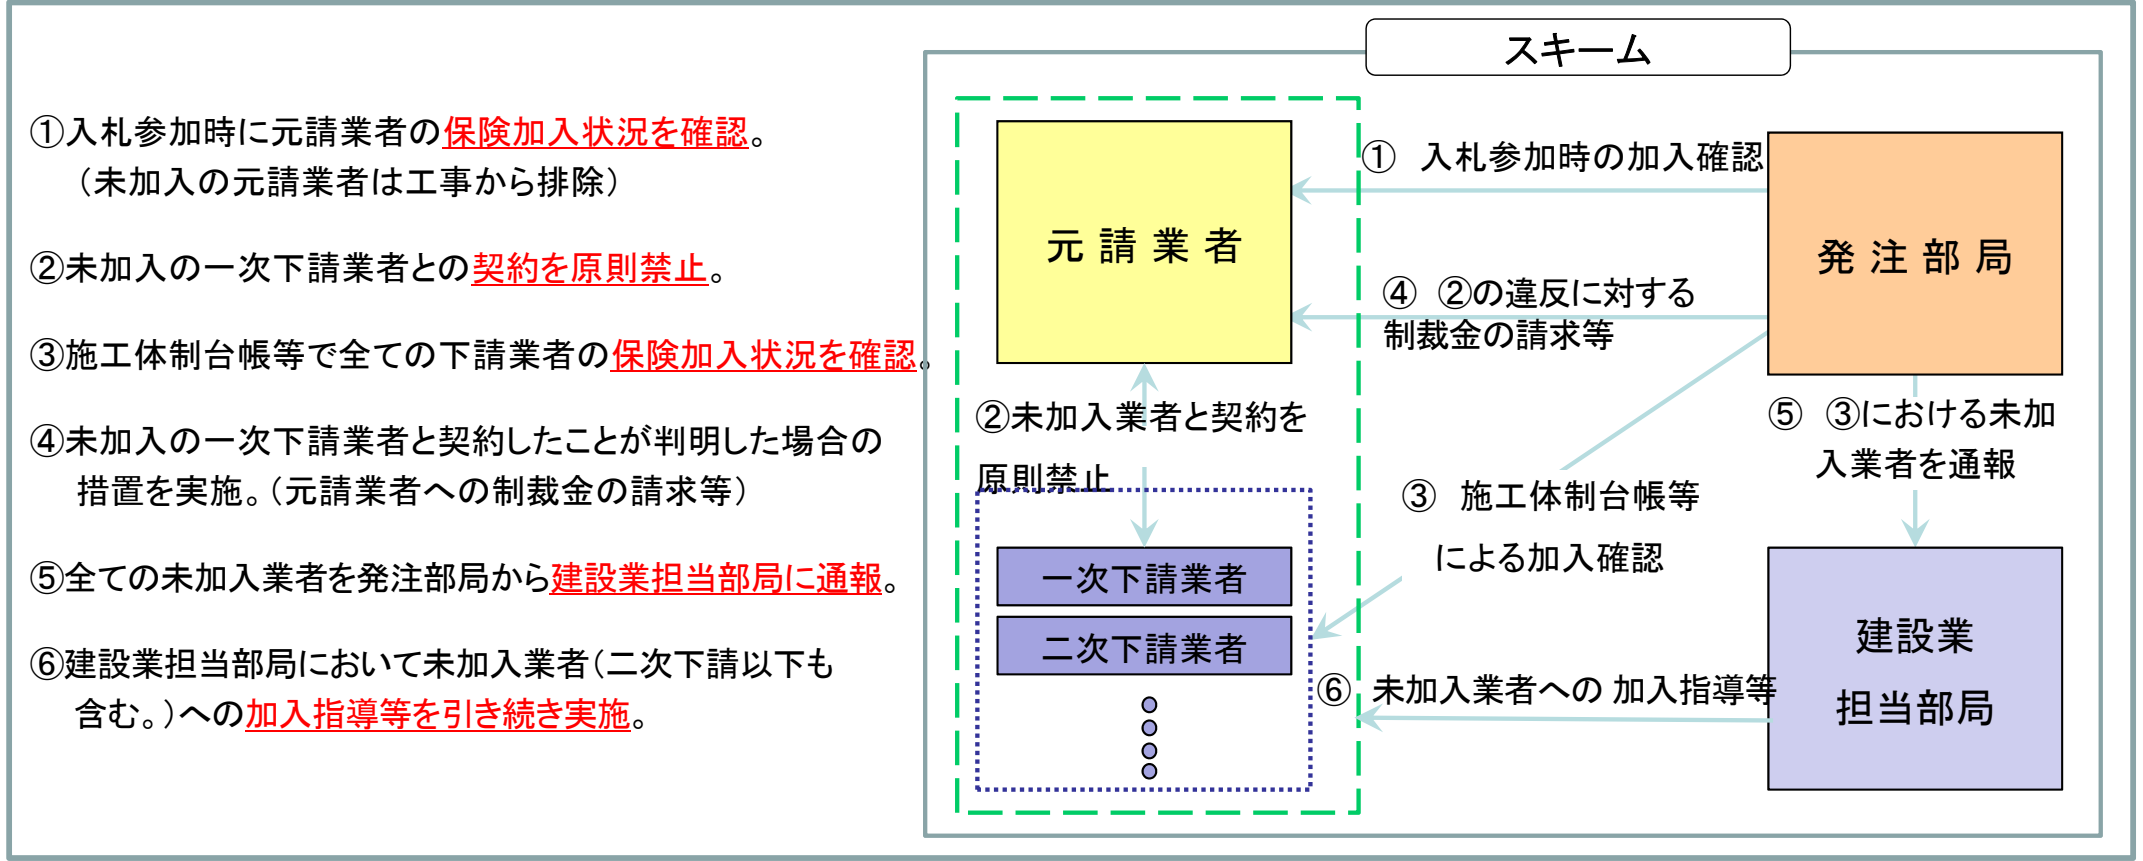 ①入札参加時に元請業者の保険加入状況を確認。
（未加入の元請業者は工事から排除）
②未加入の一次下請業者との契約を原則禁止。
③施工体制台帳等で全ての下請業者の保険加入状況を確認。
④未加入の一次下請業者と契約したことが判明した場合の
措置を実施。（元請業者への制裁金の請求等）
⑤全ての未加入業者を発注部局から建設業担当部局に通報。
⑥建設業担当部局において未加入業者（二次下請以下も
含む。）への加入指導等を引き続き実施。
スキーム
元請業者
① 入札参加時の加入確認
発注部局
④ ②の違反に対する
制裁金の請求等
②未加入業者と契約を
原則禁止
⑤ ③における未加
入業者を通報
③ 施工体制台帳等
による加入確認
一次下請業者
二次下請業者
⑥ 未加入業者への 加入指導等
建設業
担当部局